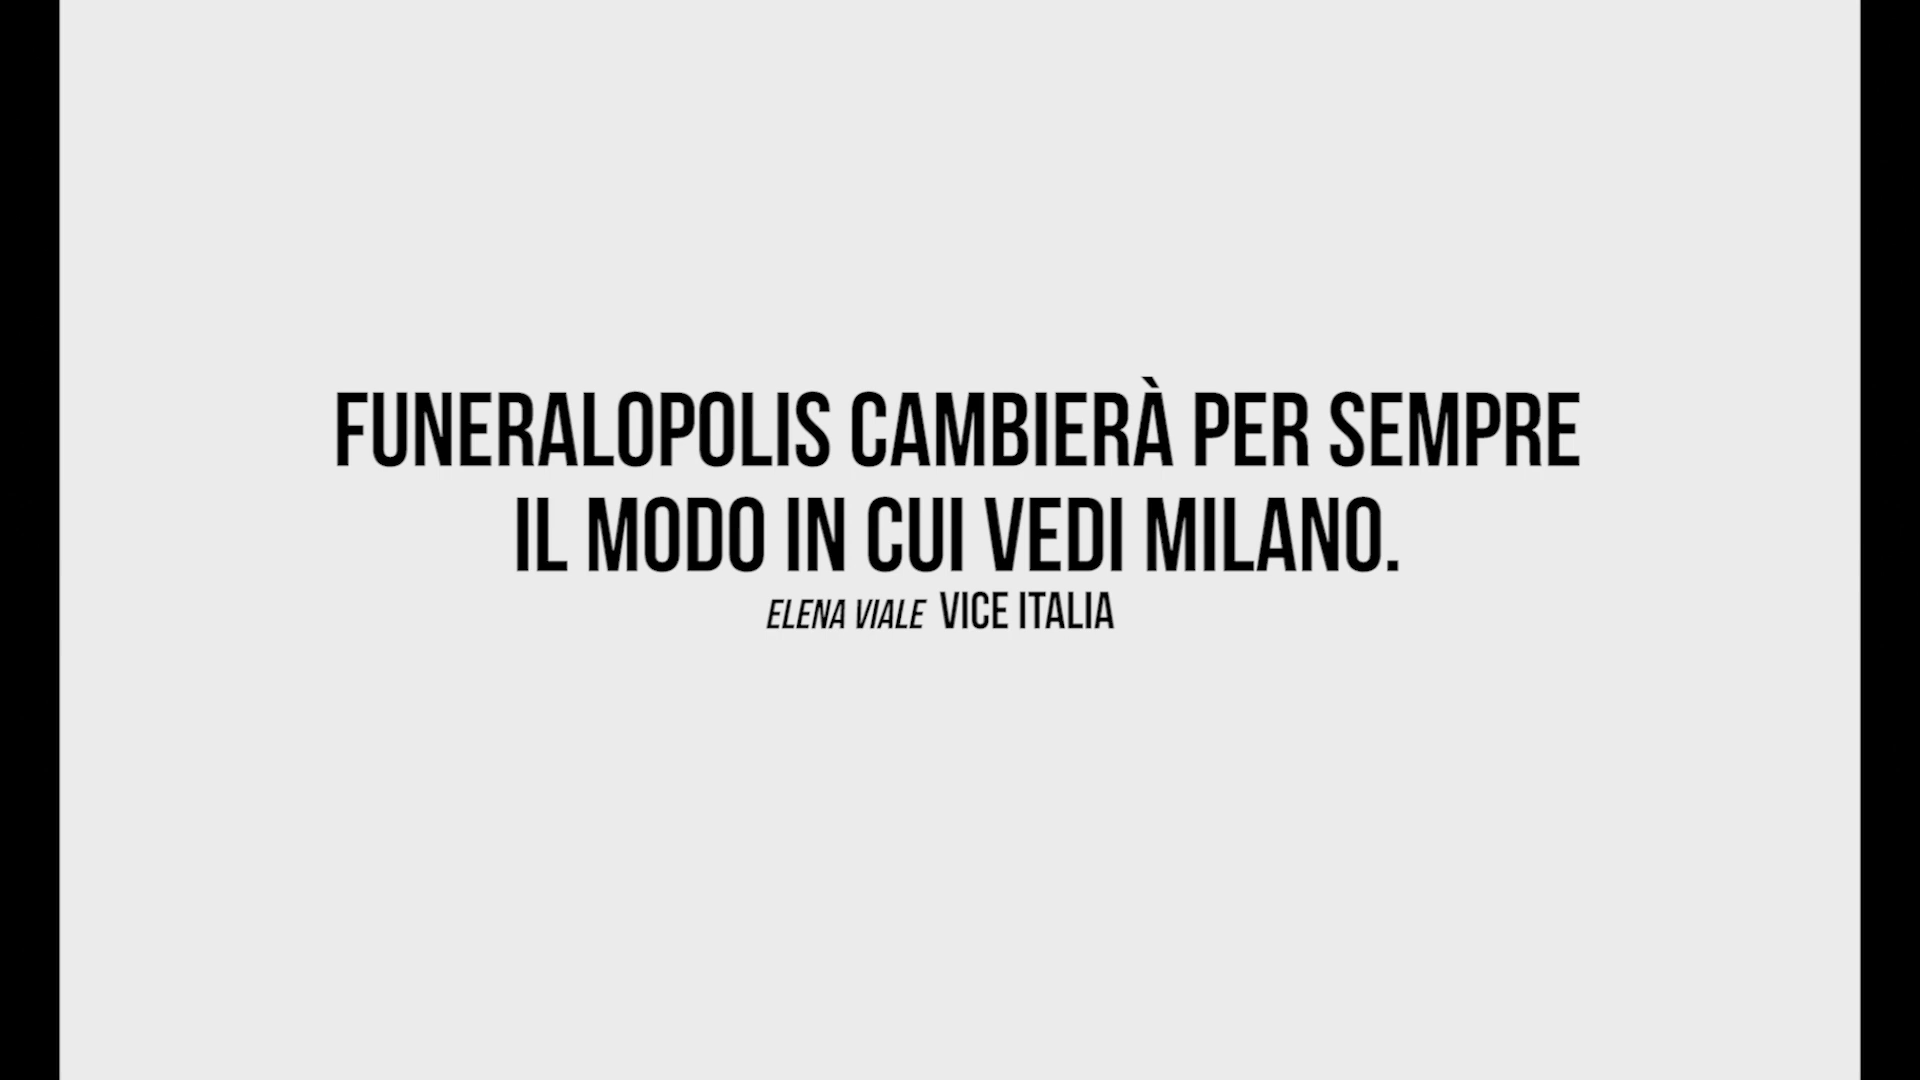 FUNERALOPOLIS CAMBIERÀ PER SEMPRE
IL MODO IN CUI VEDI MILANO.
ELENA VIALE VICE ITALIA